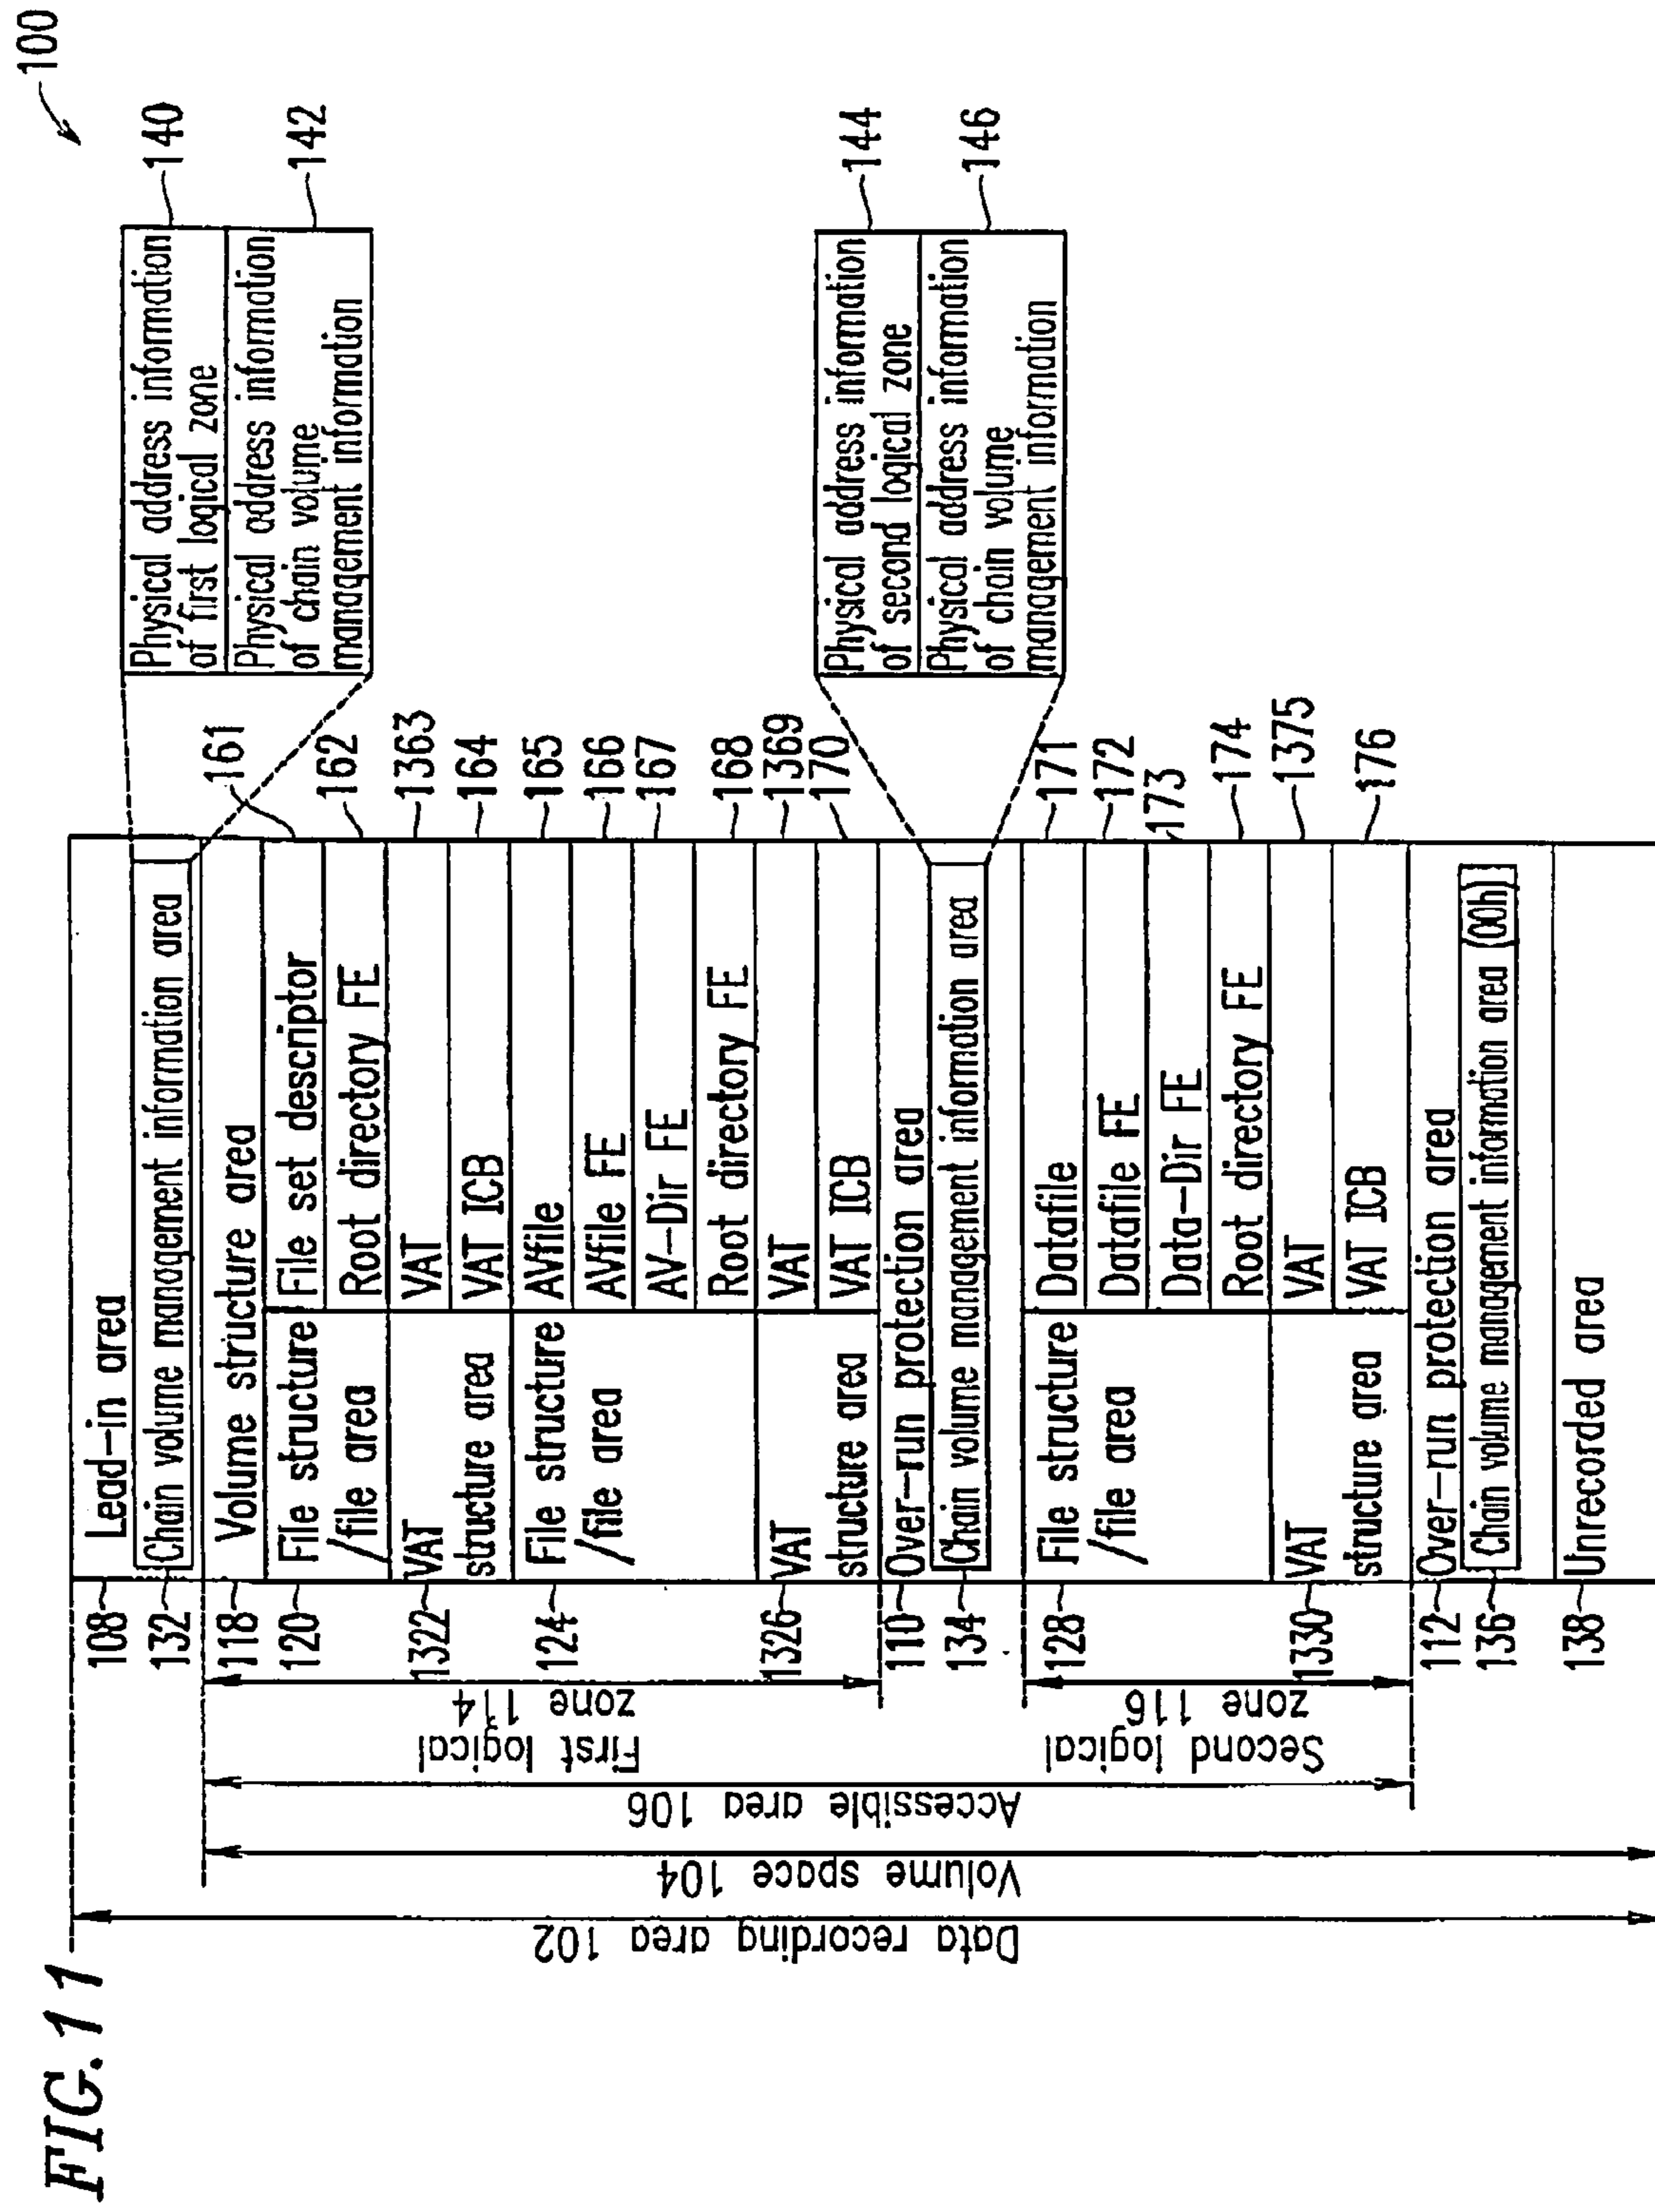 FIG. 11
100
Lead-in area
108
Chain volume management information area
132
Physical address information
of first logical zone
140
Physical address information
of chain volume
management information
142
Volume structure area
118
File structure
/file area
120
File set descriptor
161
Root directory FE
162
VAT
structure area
1322
VAT
1363
VAT ICB
164
File structure
/file area
124
AVfile
165
AVfile FE
166
AV-Dir FE
167
Root directory FE
168
VAT
structure area
1326
VAT
1369
VAT ICB
170
Over-run protection area
110
Chain volume management information area
134
Physical address information
of second logical zone
144
Physical address information
of chain volume
management information
146
File structure
/file area
128
Datafile
171
Datafile FE
172
Data-Dir FE
173
Root directory FE
174
VAT
structure area
1330
VAT
1375
VAT ICB
176
Over-run protection area
112
Chain volume management information area (00h)
136
Unrecorded area
138
First logical
zone 114
Second logical
zone 116
Accessible area 106
Volume space 104
Data recording area 102